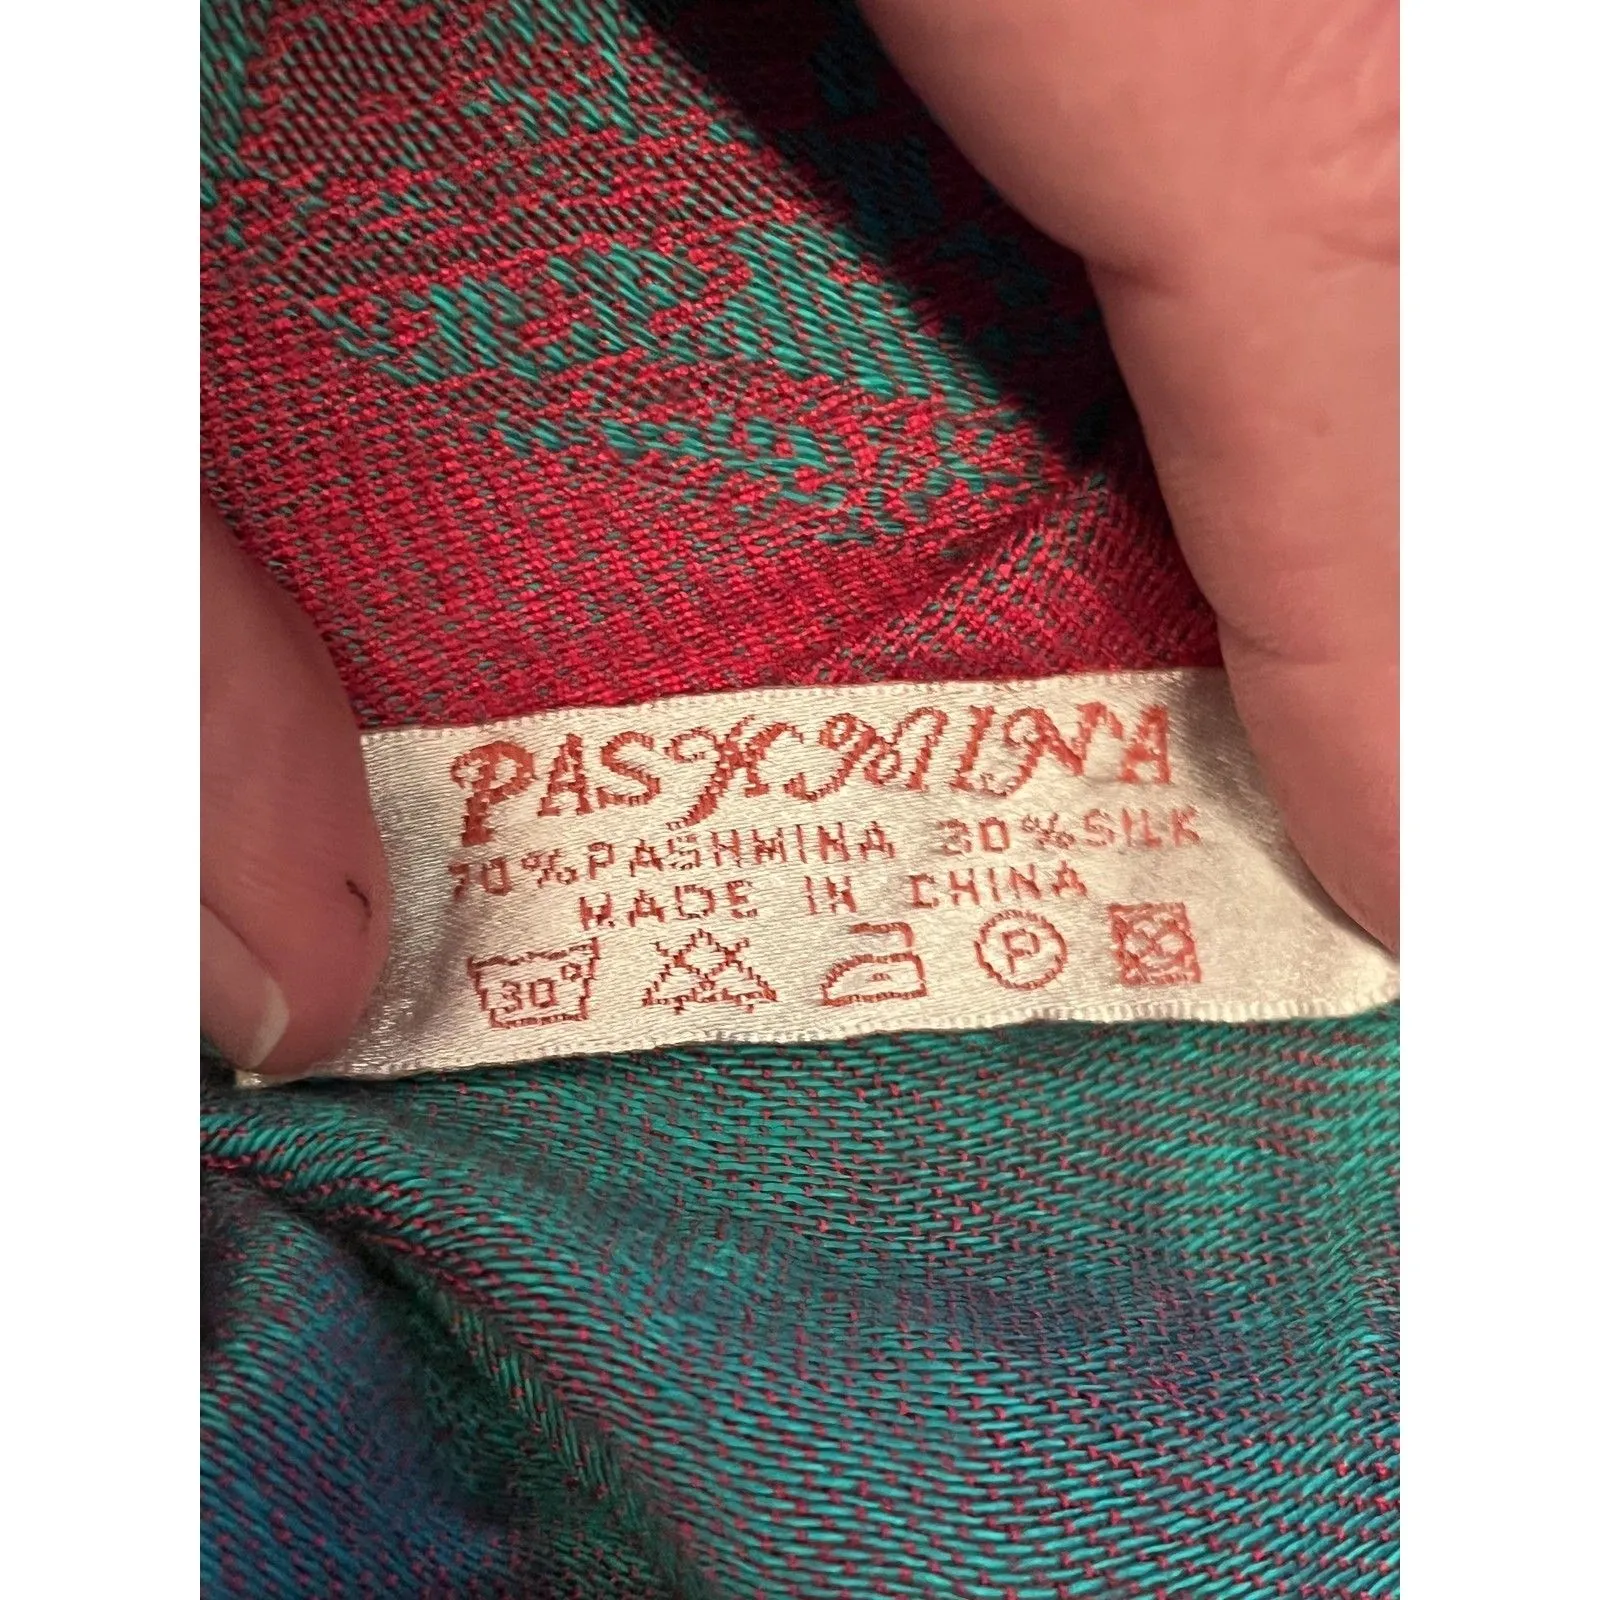 PASHMINA
70%PASHMINA 30%SILK
MADE IN CHINA
30° P